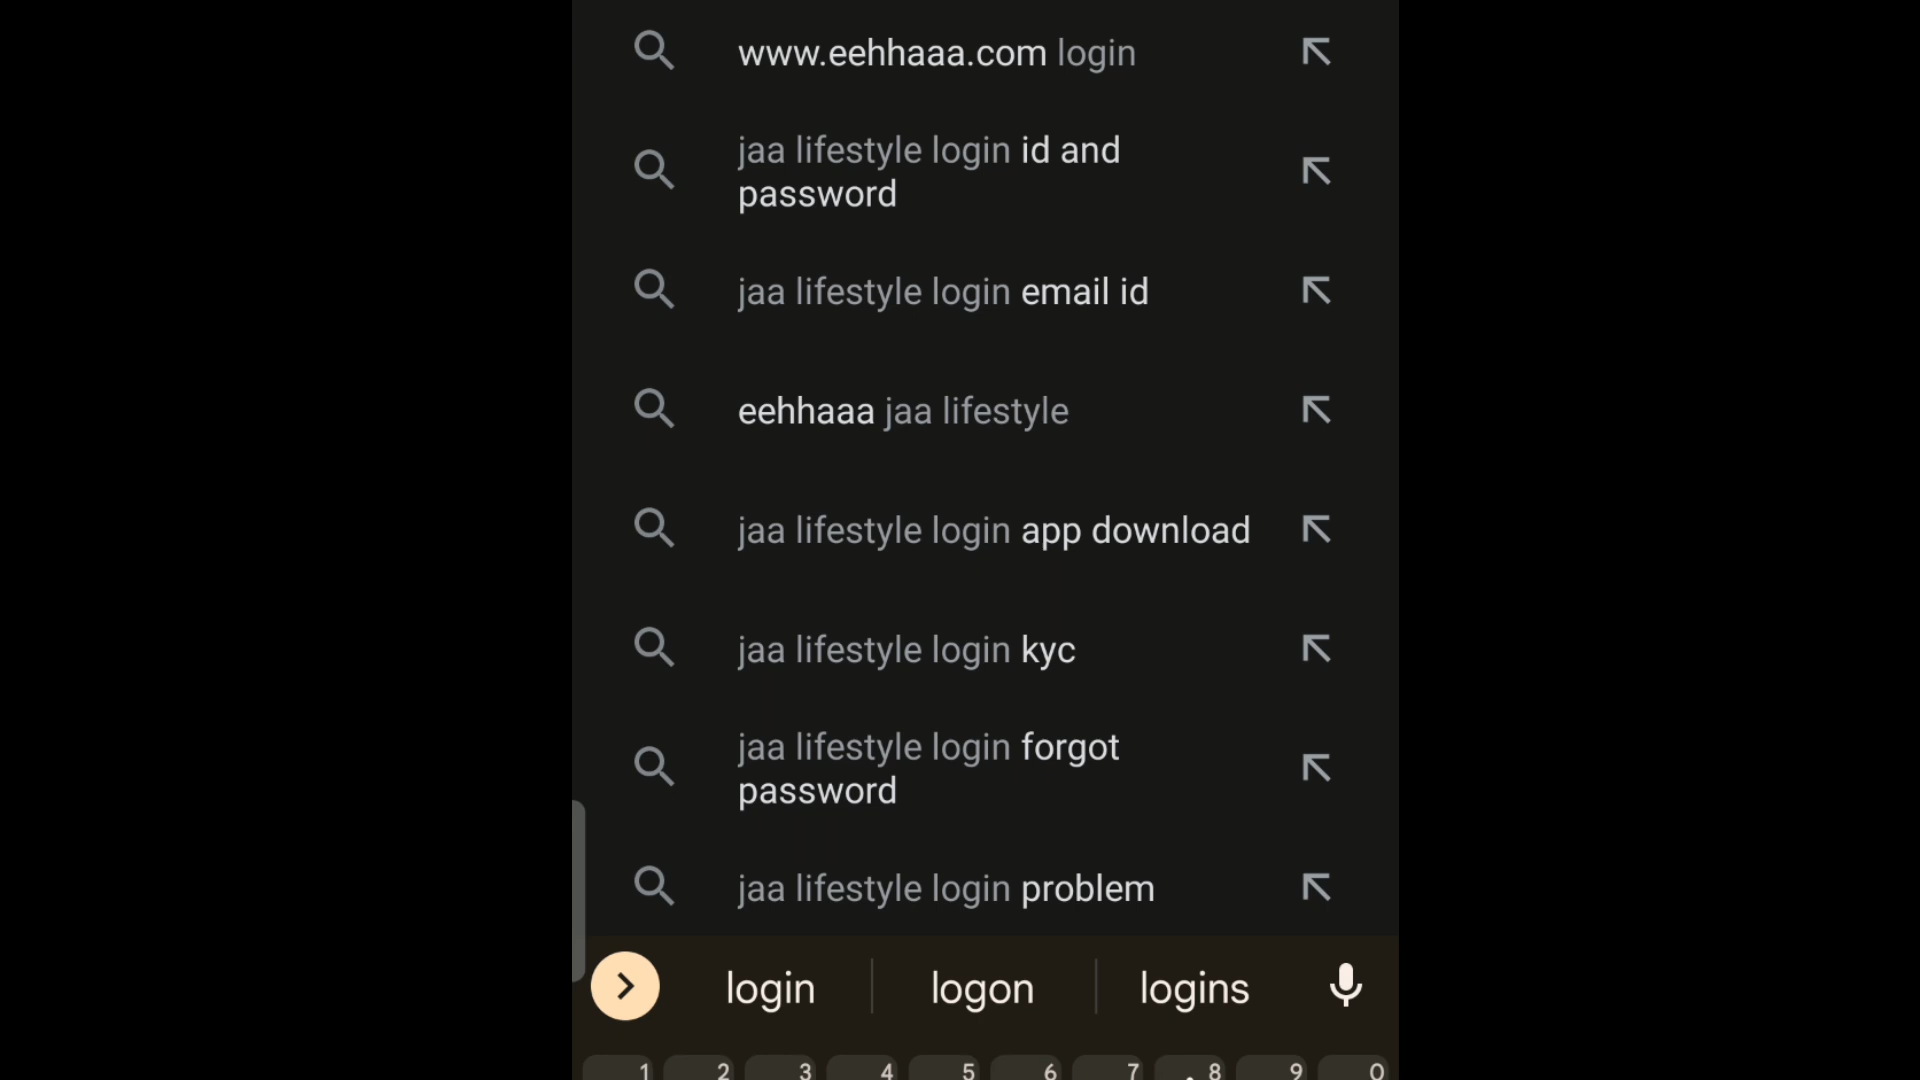 www.eehhaaa.com login
jaa lifestyle login id and
password
jaa lifestyle login email id
eehhaaa jaa lifestyle
jaa lifestyle login app download
jaa lifestyle login kyc
jaa lifestyle login forgot
password
jaa lifestyle login problem
login logon logins
1 2 3 4 5 6 7 8 9 0